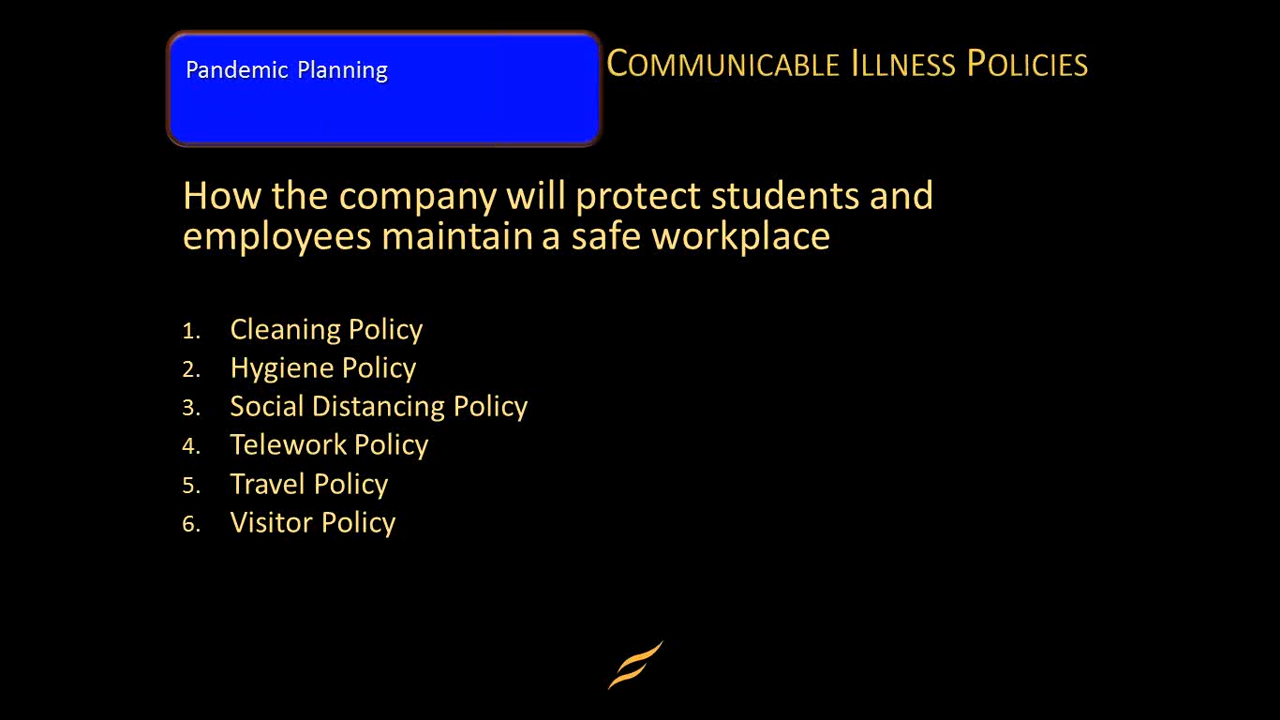 Pandemic Planning
COMMUNICABLE ILLNESS POLICIES
How the company will protect students and
employees maintain a safe workplace
1. Cleaning Policy
2. Hygiene Policy
3. Social Distancing Policy
4. Telework Policy
5. Travel Policy
6. Visitor Policy